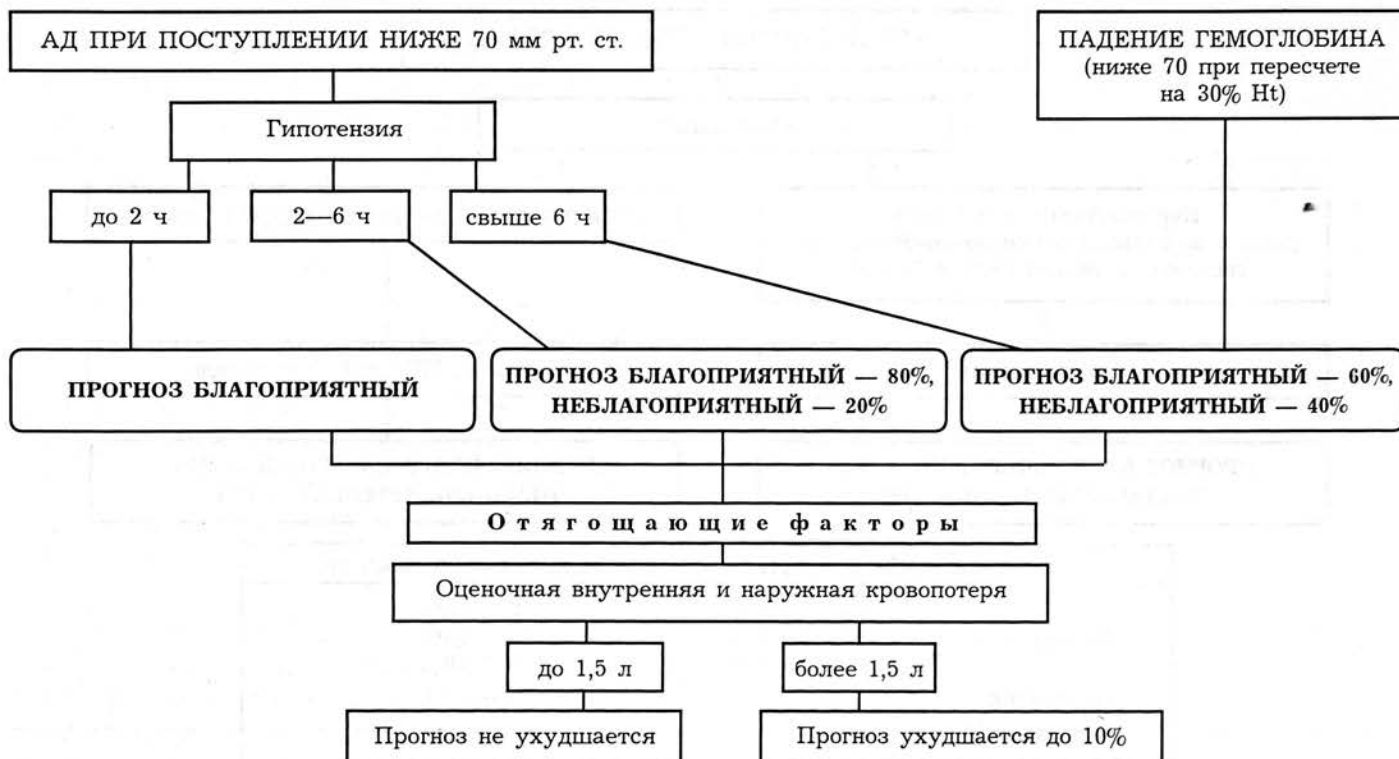 АД ПРИ ПОСТУПЛЕНИИ НИЖЕ 70 мм рт. ст.
ПАДЕНИЕ ГЕМОГЛОБИНА
(ниже 70 при пересчете
на 30% Ht)
Гипотензия
до 2 ч
2—6 ч
свыше 6 ч
ПРОГНОЗ БЛАГОПРИЯТНЫЙ
ПРОГНОЗ БЛАГОПРИЯТНЫЙ — 80%,
НЕБЛАГОПРИЯТНЫЙ — 20%
ПРОГНОЗ БЛАГОПРИЯТНЫЙ — 60%,
НЕБЛАГОПРИЯТНЫЙ — 40%
Отягощающие факторы
Оценочная внутренняя и наружная кровопотеря
до 1,5 л
более 1,5 л
Прогноз не ухудшается
Прогноз ухудшается до 10%